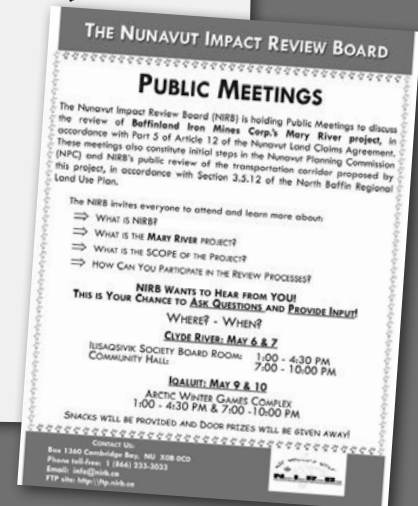 THE NUNAVUT IMPACT REVIEW BOARD
PUBLIC MEETINGS
The Nunavut Impact Review Board (NIRB) is holding Public Meetings to discuss
the review of Baffinland Iron Mines Corp.'s Mary River project, in
accordance with Part 5 of Article 12 of the Nunavut Land Claims Agreement.
These meetings also constitute initial steps in the Nunavut Planning Commission
(NPC) and NIRB's public review of the transportation corridor proposed by
this project, in accordance with Section 3.5.12 of the North Baffin Regional
Land Use Plan.
The NIRB invites everyone to attend and learn more about:
⇒ WHAT IS NIRB?
⇒ WHAT IS THE MARY RIVER PROJECT?
⇒ WHAT IS THE SCOPE OF THE PROJECT?
⇒ HOW CAN YOU PARTICIPATE IN THE REVIEW PROCESSES?
NIRB WANTS TO HEAR FROM YOU!
THIS IS YOUR CHANCE TO ASK QUESTIONS AND PROVIDE INPUT!
WHERE? - WHEN?
CLYDE RIVER: MAY 6 & 7
ILISAQSIVIK SOCIETY BOARD ROOM: 1:00 - 4:30 PM
COMMUNITY HALL: 7:00 - 10:00 PM
IQALUIT: MAY 9 & 10
ARCTIC WINTER GAMES COMPLEX
1:00 - 4:30 PM & 7:00 -10:00 PM
SNACKS WILL BE PROVIDED AND DOOR PRIZES WILL BE GIVEN AWAY!
CONTACT US:
Box 1360 Cambridge Bay, NU X0B 0C0
Phone toll-free: 1 (866) 233-3033
Email: info@nirb.ca
FTP site: http://ftp.nirb.ca
N.I.R.B